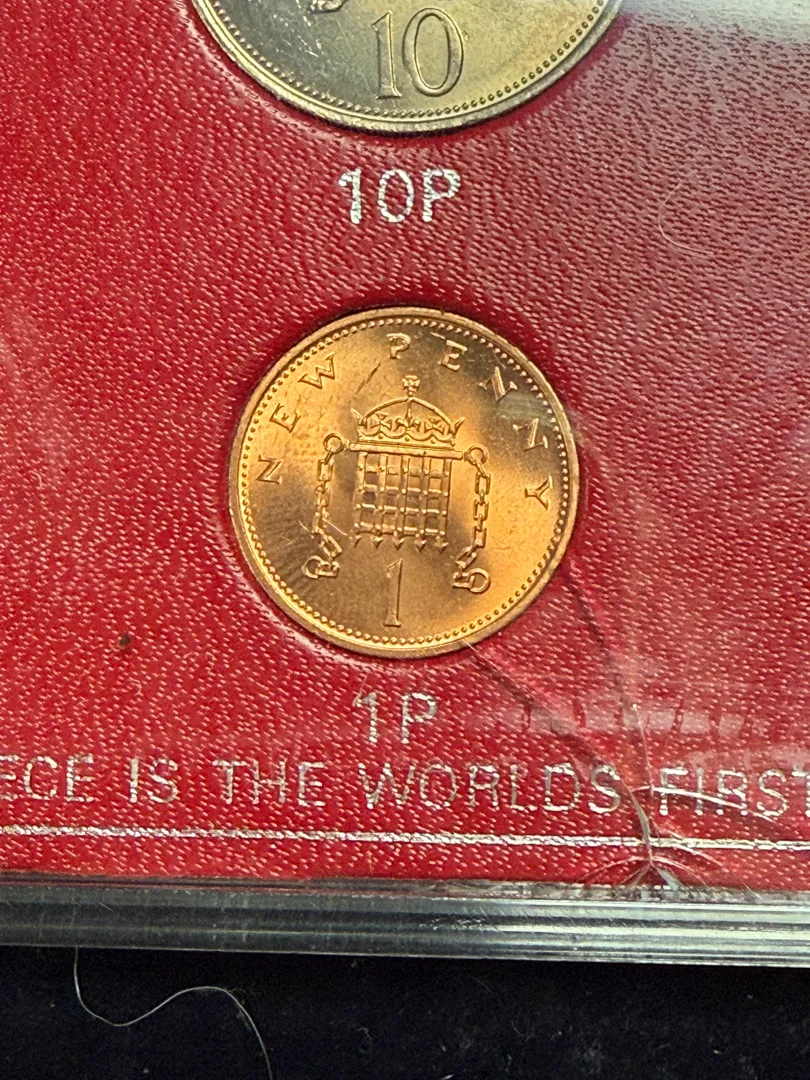 10
10P
NEW PENNY
1
1P
ECE IS THE WORLDS FIRST